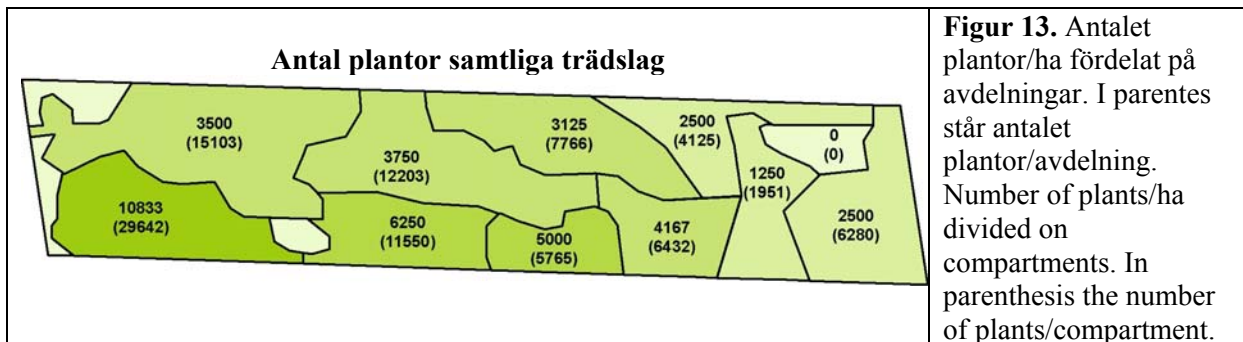 Antal plantor samtliga trädslag
3500
(15103)
3750
(12203)
3125
(7766)
2500
(4125)
0
(0)
1250
(1951)
10833
(29642)
6250
(11550)
5000
(5765)
4167
(6432)
2500
(6280)
Figur 13. Antalet
plantor/ha fördelat på
avdelningar. I parentes
står antalet
plantor/avdelning.
Number of plants/ha
divided on
compartments. In
parenthesis the number
of plants/compartment.